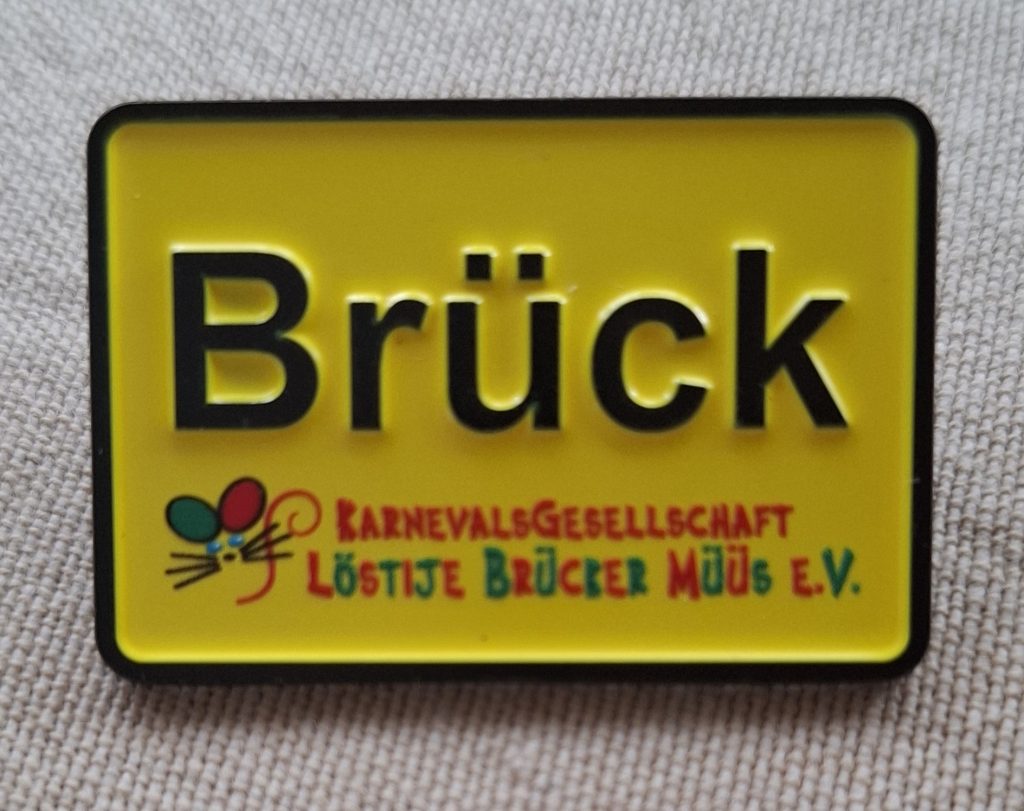 Brück
KARNEVALSGESELLSCHAFT
LÖSTIJE BRÜCKER MÜÜS E.V.